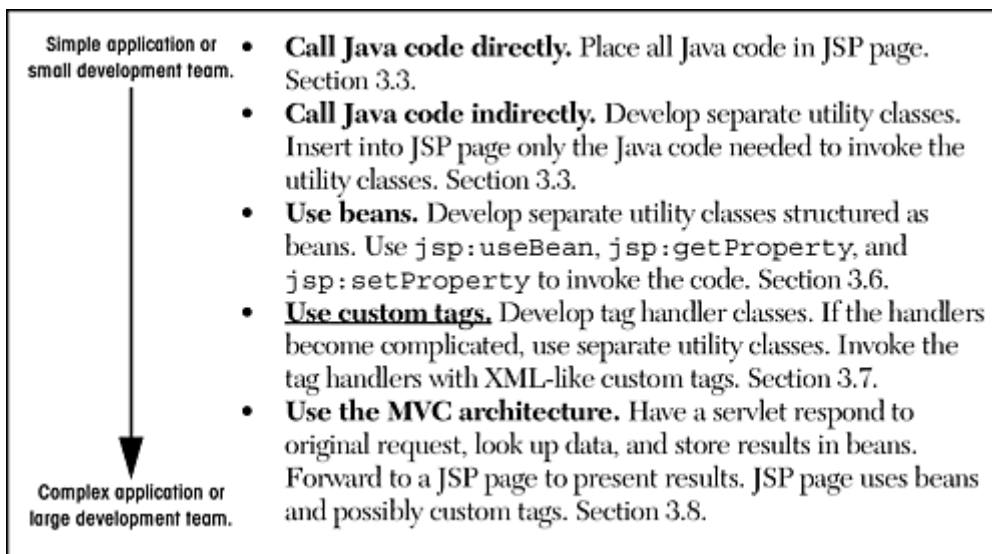 Simple application or
small development team.
• Call Java code directly. Place all Java code in JSP page.
Section 3.3.
• Call Java code indirectly. Develop separate utility classes.
Insert into JSP page only the Java code needed to invoke the
utility classes. Section 3.3.
• Use beans. Develop separate utility classes structured as
beans. Use jsp:useBean, jsp:getProperty, and
jsp:setProperty to invoke the code. Section 3.6.
• Use custom tags. Develop tag handler classes. If the handlers
become complicated, use separate utility classes. Invoke the
tag handlers with XML-like custom tags. Section 3.7.
• Use the MVC architecture. Have a servlet respond to
original request, look up data, and store results in beans.
Forward to a JSP page to present results. JSP page uses beans
and possibly custom tags. Section 3.8.
Complex application or
large development team.